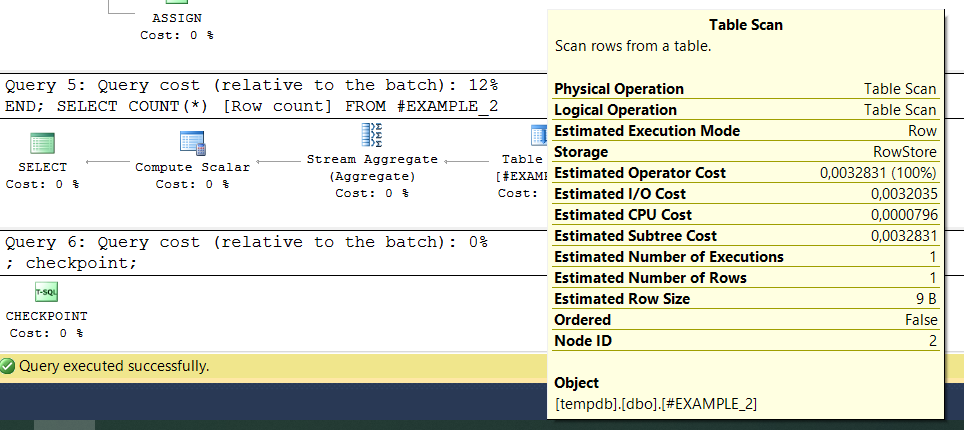 ASSIGN
Cost: 0 %
Query 5: Query cost (relative to the batch): 12%
END; SELECT COUNT(*) [Row count] FROM #EXAMPLE_2
SELECT
Cost: 0 %
Compute Scalar
Cost: 0 %
Stream Aggregate
(Aggregate)
Cost: 0 %
Table
[#EXAM
Cost:
Query 6: Query cost (relative to the batch): 0%
; checkpoint;
T-SQL
CHECKPOINT
Cost: 0 %
Query executed successfully.
Table Scan
Scan rows from a table.
Physical Operation Table Scan
Logical Operation Table Scan
Estimated Execution Mode Row
Storage RowStore
Estimated Operator Cost 0,0032831 (100%)
Estimated I/O Cost 0,0032035
Estimated CPU Cost 0,0000796
Estimated Subtree Cost 0,0032831
Estimated Number of Executions 1
Estimated Number of Rows 1
Estimated Row Size 9 B
Ordered False
Node ID 2
Object
[tempdb].[dbo].[#EXAMPLE_2]